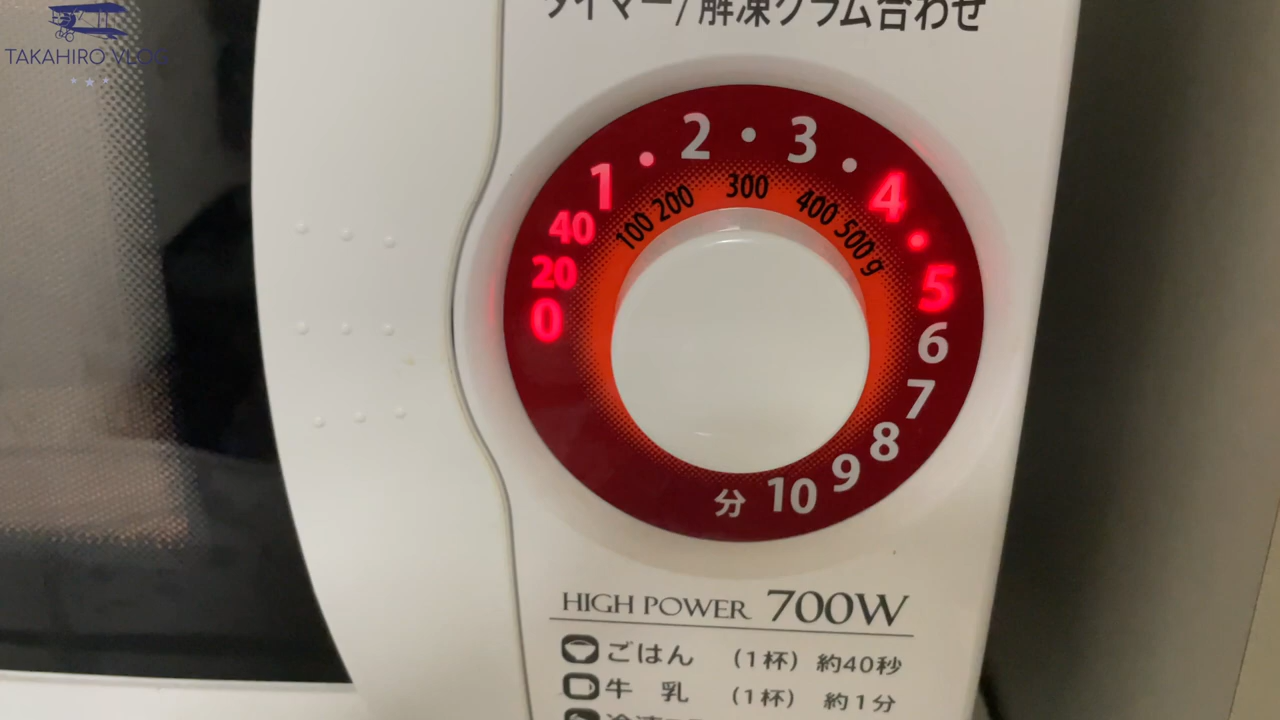 タイマー/解凍グラム合わせ
TAKAHIRO VLOG
0 20 40 1 • 2 • 3 • 4 • 5 6 7 8 9 10 分
100 200 300 400 500g
HIGH POWER 700W
ごはん (1杯) 約40秒
牛 乳 (1杯) 約1分